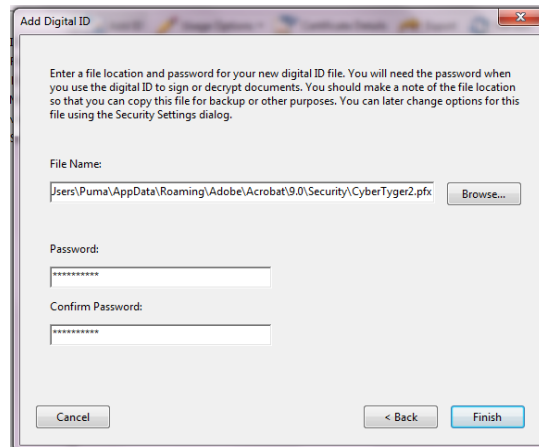 Add Digital ID
Enter a file location and password for your new digital ID file. You will need the password when
you use the digital ID to sign or decrypt documents. You should make a note of the file location
so that you can copy this file for backup or other purposes. You can later change options for this
file using the Security Settings dialog.
File Name:
Jsers\Puma\AppData\Roaming\Adobe\Acrobat\9.0\Security\CyberTyger2.pfx
Browse...
Password:
**********
Confirm Password:
**********
Cancel
< Back
Finish